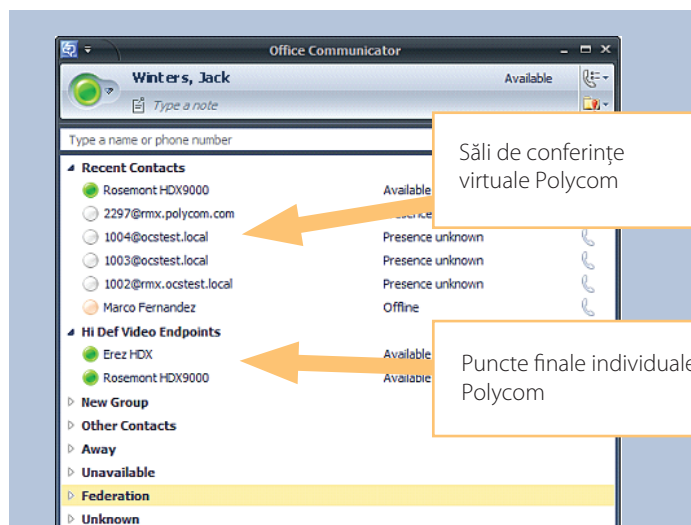 Office Communicator
Winters, Jack
Available
Type a note
Type a name or phone number
Recent Contacts
Rosemont HDX9000 Available
2297@rmx.polycom.com
1004@ocstest.local Presence unknown
1003@ocstest.local Presence unknown
1002@rmx.ocstest.local Presence unknown
Marco Fernandez Offline
Hi Def Video Endpoints
Erez HDX Available
Rosemont HDX9000 Available
New Group
Other Contacts
Away
Unavailable
Federation
Unknown
Săli de conferințe
virtuale Polycom
Puncte finale individuale
Polycom